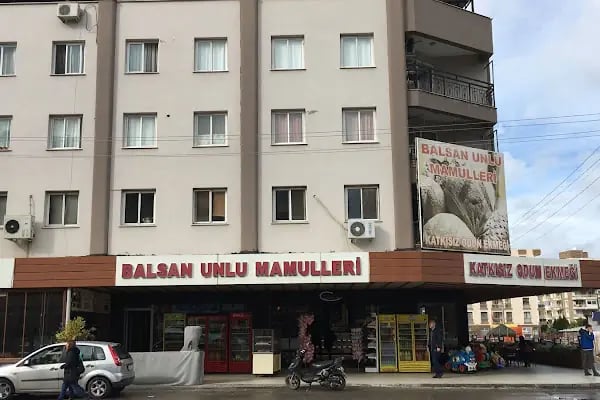 BALSAN UNLU
MAMULLERİ
KATKISIZ ODUN EKMEĞİ
BALSAN UNLU MAMULLERİ
KATKISIZ ODUN EKMEĞİ